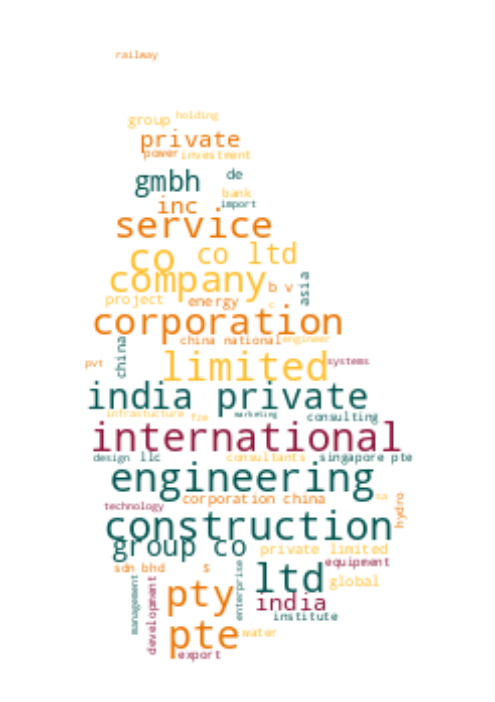 railway
group holding
private
power investment
gmbh de
bank
inc . import
service
co co ltd
company b v asia
project energy c
corporation
china china national engineer
pvt limited systems
india private
infrastucture fze marketing consulting
international
design llc consultants singapore pte
engineering
corporation china sa
technology hydro
construction
group co private limited
sdn bhd s equipment
ltd global
management development pty enterprise india
institute
pte water
export